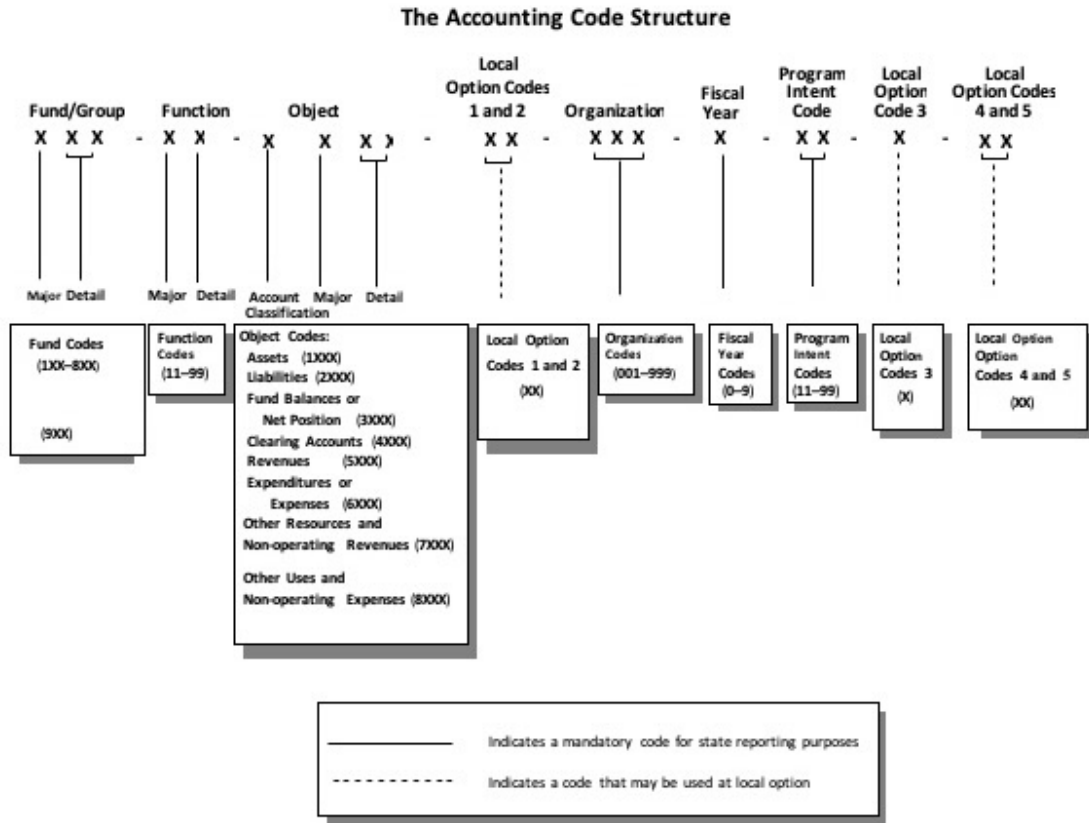 The Accounting Code Structure
Fund/Group
Function
Object
Local
Option Codes
1 and 2
Organization
Fiscal
Year
Program
Intent
Code
Local
Option
Code 3
Local
Option Codes
4 and 5
X X X - X X - X X X X - X X - X X X - X - X X - X - X X
Major Detail
Major Detail
Account Major Detail
Classification
Fund Codes
(1XX–8XX)
(9XX)
Function
Codes
(11–99)
Object Codes:
Assets (1XXX)
Liabilities (2XXX)
Fund Balances or
Net Position (3XXX)
Clearing Accounts (4XXX)
Revenues (5XXX)
Expenditures or
Expenses (6XXX)
Other Resources and
Non-operating Revenues (7XXX)
Other Uses and
Non-operating Expenses (8XXX)
Local Option
Codes 1 and 2
(XX)
Organization
Codes
(001–999)
Fiscal
Year
Codes
(0–9)
Program
Intent
Codes
(11–99)
Local
Option
Codes 3
(X)
Local Option
Option
Codes 4 and 5
(XX)
Indicates a mandatory code for state reporting purposes
Indicates a code that may be used at local option